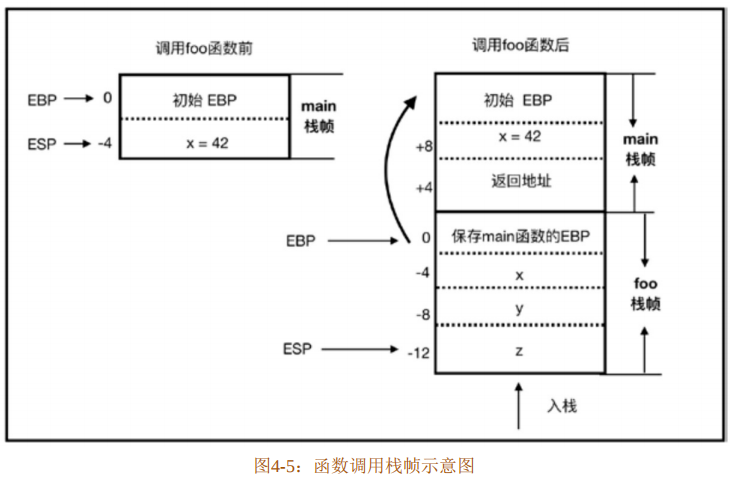 调用foo函数前
EBP
0
初始 EBP
ESP
-4
x = 42
main
栈帧
调用foo函数后
初始 EBP
+8
x = 42
+4
返回地址
main
栈帧
EBP
0
保存main函数的EBP
-4
x
-8
y
ESP
-12
z
foo
栈帧
入栈
图4-5：函数调用栈帧示意图